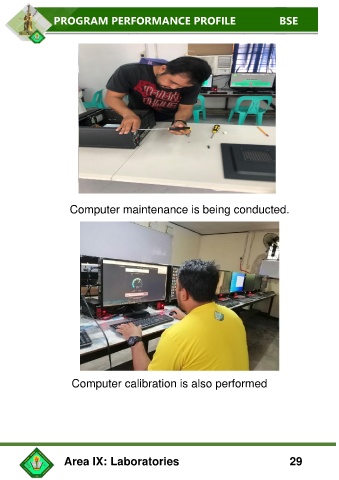 PROGRAM PERFORMANCE PROFILE BSE
Computer maintenance is being conducted.
Computer calibration is also performed
Area IX: Laboratories 29